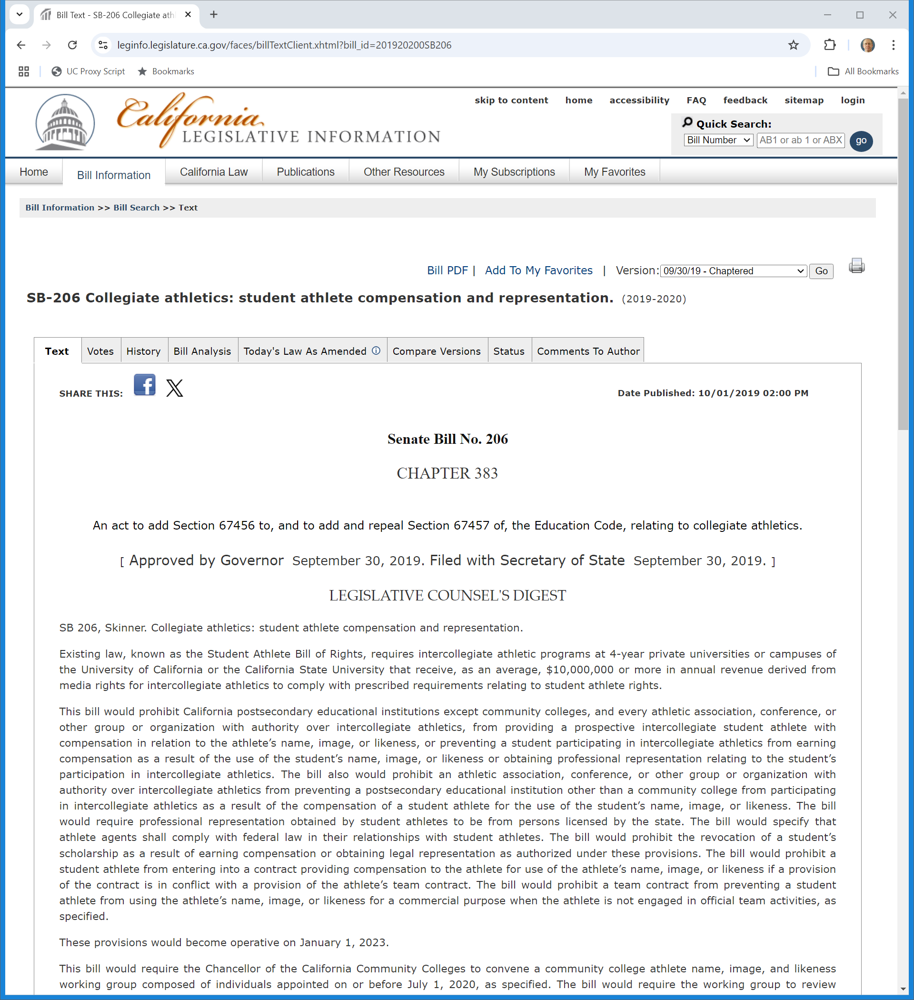 Bill Text - SB-206 Collegiate ath
leginfo.legislature.ca.gov/faces/billTextClient.xhtml?bill_id=201920200SB206
UC Proxy Script
Bookmarks
All Bookmarks
California
LEGISLATIVE INFORMATION
skip to content home accessibility FAQ feedback sitemap login
Quick Search:
Bill Number AB1 or ab 1 or ABX go
Home Bill Information California Law Publications Other Resources My Subscriptions My Favorites
Bill Information >> Bill Search >> Text
Bill PDF | Add To My Favorites | Version: 09/30/19 - Chaptered Go
SB-206 Collegiate athletics: student athlete compensation and representation. (2019-2020)
Text Votes History Bill Analysis Today's Law As Amended Compare Versions Status Comments To Author
SHARE THIS:
Date Published: 10/01/2019 02:00 PM
Senate Bill No. 206
CHAPTER 383
An act to add Section 67456 to, and to add and repeal Section 67457 of, the Education Code, relating to collegiate athletics.
[ Approved by Governor September 30, 2019. Filed with Secretary of State September 30, 2019. ]
LEGISLATIVE COUNSEL'S DIGEST
SB 206, Skinner. Collegiate athletics: student athlete compensation and representation.
Existing law, known as the Student Athlete Bill of Rights, requires intercollegiate athletic programs at 4-year private universities or campuses of
the University of California or the California State University that receive, as an average, $10,000,000 or more in annual revenue derived from
media rights for intercollegiate athletics to comply with prescribed requirements relating to student athlete rights.
This bill would prohibit California postsecondary educational institutions except community colleges, and every athletic association, conference, or
other group or organization with authority over intercollegiate athletics, from providing a prospective intercollegiate student athlete with
compensation in relation to the athlete’s name, image, or likeness, or preventing a student participating in intercollegiate athletics from earning
compensation as a result of the use of the student’s name, image, or likeness or obtaining professional representation relating to the student’s
participation in intercollegiate athletics. The bill also would prohibit an athletic association, conference, or other group or organization with
authority over intercollegiate athletics from preventing a postsecondary educational institution other than a community college from participating
in intercollegiate athletics as a result of the compensation of a student athlete for the use of the student’s name, image, or likeness. The bill
would require professional representation obtained by student athletes to be from persons licensed by the state. The bill would specify that
athlete agents shall comply with federal law in their relationships with student athletes. The bill would prohibit the revocation of a student’s
scholarship as a result of earning compensation or obtaining legal representation as authorized under these provisions. The bill would prohibit a
student athlete from entering into a contract providing compensation to the athlete for use of the athlete’s name, image, or likeness if a provision
of the contract is in conflict with a provision of the athlete’s team contract. The bill would prohibit a team contract from preventing a student
athlete from using the athlete’s name, image, or likeness for a commercial purpose when the athlete is not engaged in official team activities, as
specified.
These provisions would become operative on January 1, 2023.
This bill would require the Chancellor of the California Community Colleges to convene a community college athlete name, image, and likeness
working group composed of individuals appointed on or before July 1, 2020, as specified. The bill would require the working group to review